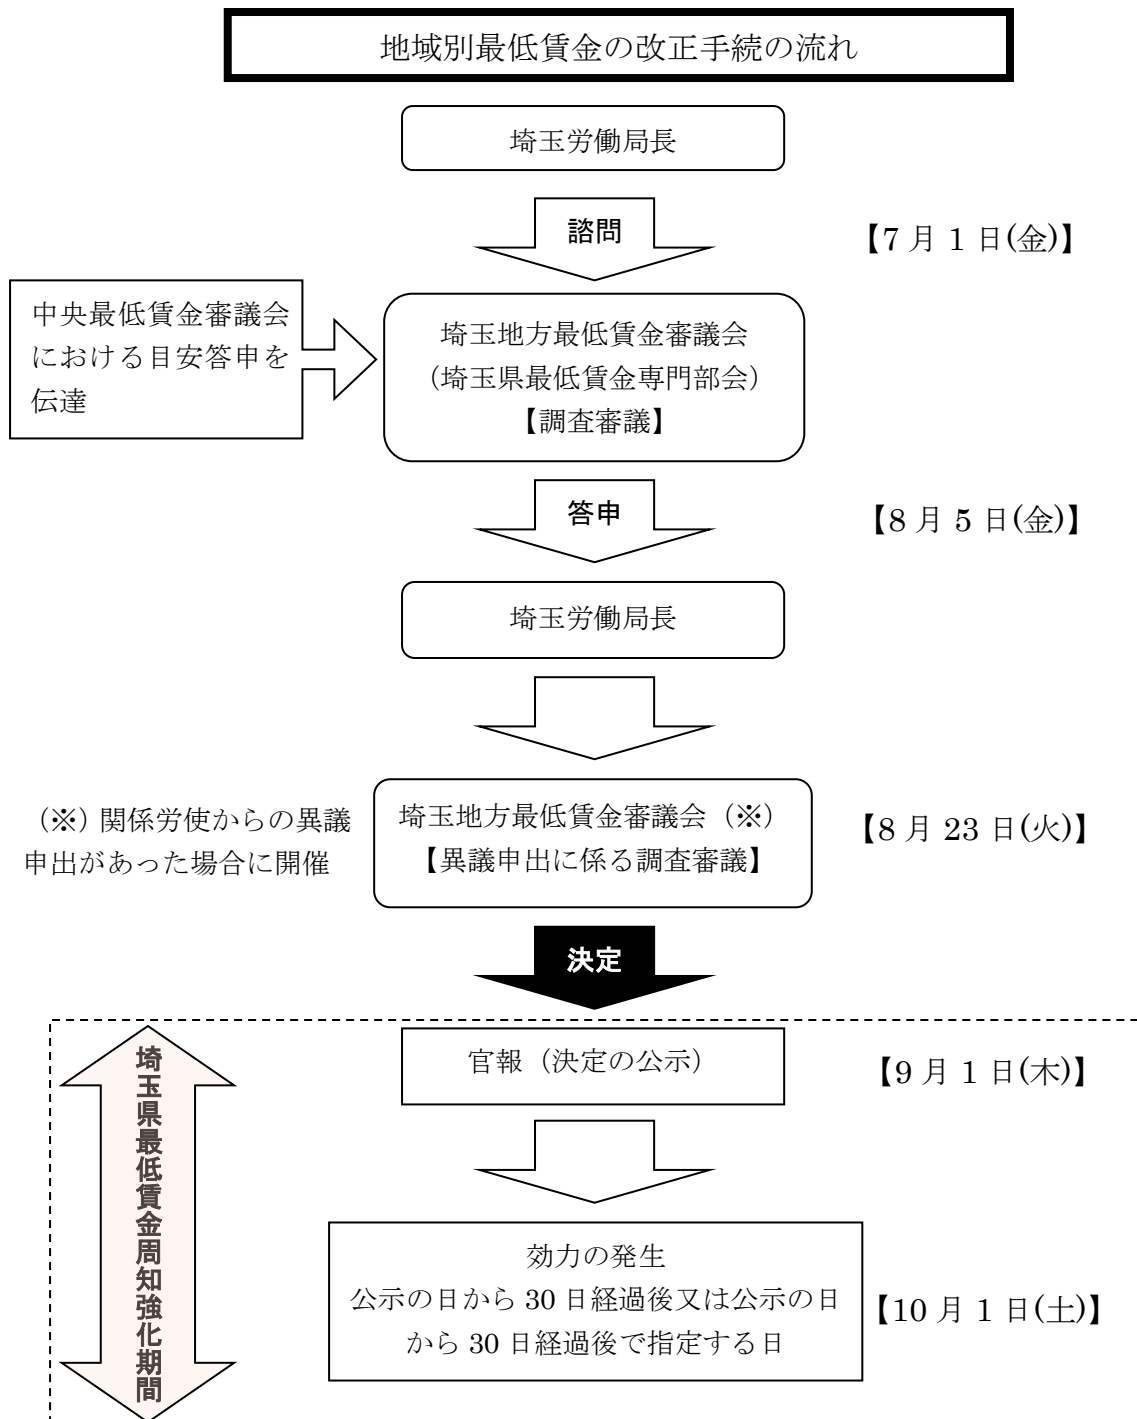 地域別最低賃金の改正手続の流れ
埼玉労働局長
諮問
【7 月 1 日(金)】
中央最低賃金審議会
における目安答申を
伝達
埼玉地方最低賃金審議会
(埼玉県最低賃金専門部会)
【調査審議】
答申
【8 月 5 日(金)】
埼玉労働局長
(※) 関係労使からの異議
申出があった場合に開催
埼玉地方最低賃金審議会(※)
【異議申出に係る調査審議】
【8 月 23 日(火)】
決定
埼玉県最低賃金周知強化期間
官報(決定の公示)
【9 月 1 日(木)】
効力の発生
公示の日から 30 日経過後又は公示の日
から 30 日経過後で指定する日
【10 月 1 日(土)】